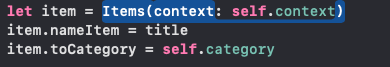 let item = Items(context: self.context)
item.nameItem = title
item.toCategory = self.category